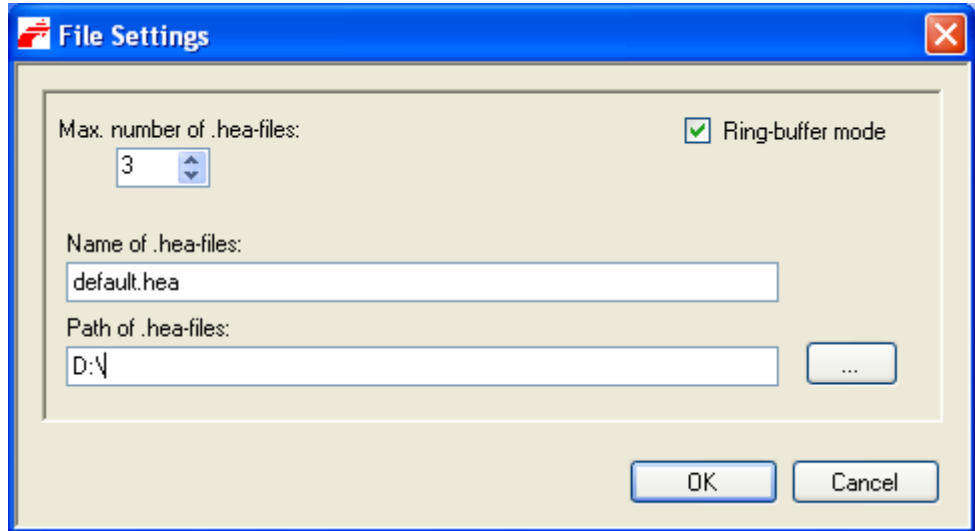 File Settings
Max. number of .hea-files:
Ring-buffer mode
3
Name of .hea-files:
default.hea
Path of .hea-files:
D:\
...
OK
Cancel